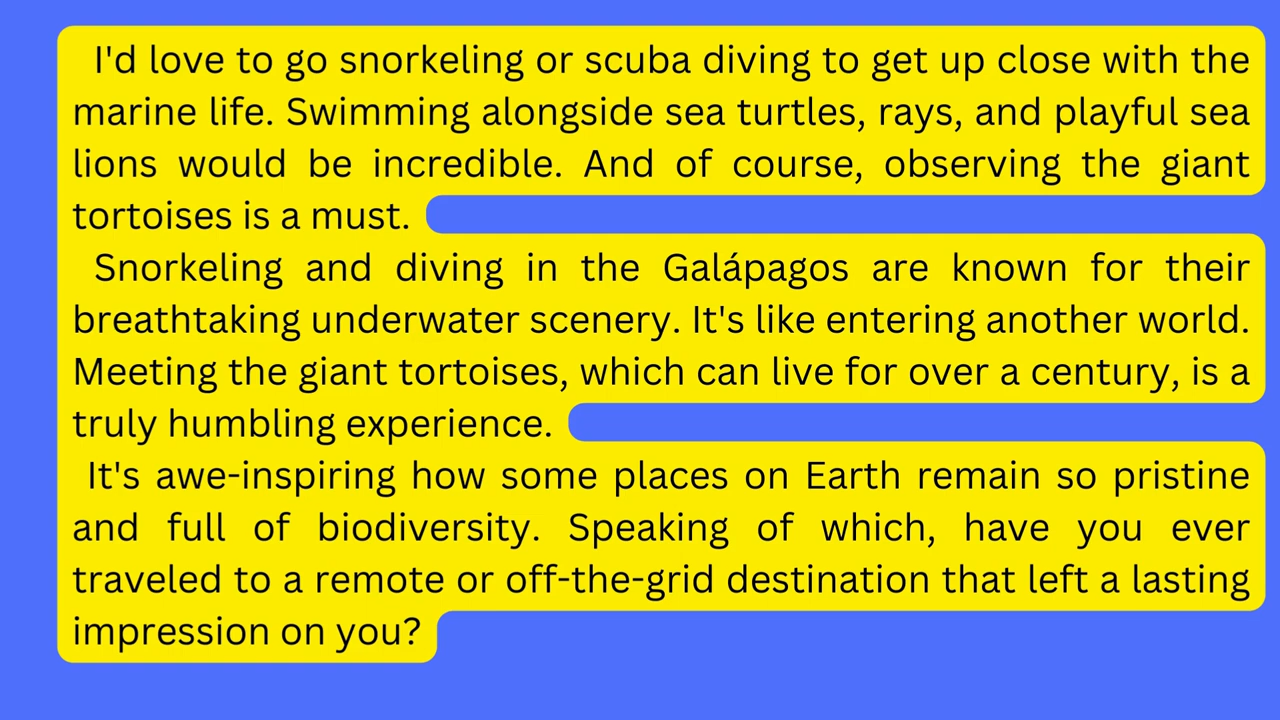 I'd love to go snorkeling or scuba diving to get up close with the
marine life. Swimming alongside sea turtles, rays, and playful sea
lions would be incredible. And of course, observing the giant
tortoises is a must.
Snorkeling and diving in the Galápagos are known for their
breathtaking underwater scenery. It's like entering another world.
Meeting the giant tortoises, which can live for over a century, is a
truly humbling experience.
It's awe-inspiring how some places on Earth remain so pristine
and full of biodiversity. Speaking of which, have you ever
traveled to a remote or off-the-grid destination that left a lasting
impression on you?